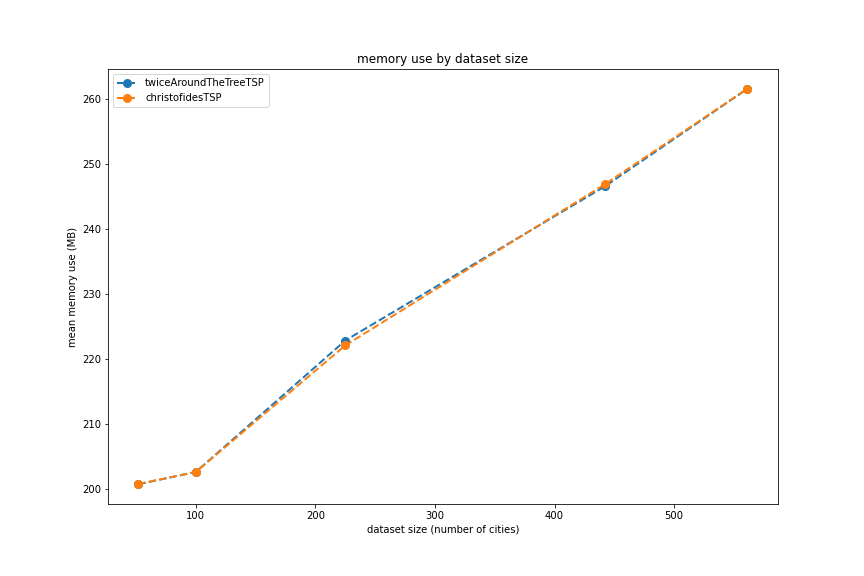 memory use by dataset size
twiceAroundTheTreeTSP
christofidesTSP
mean memory use (MB)
260
250
240
230
220
210
200
100
200
300
400
500
dataset size (number of cities)